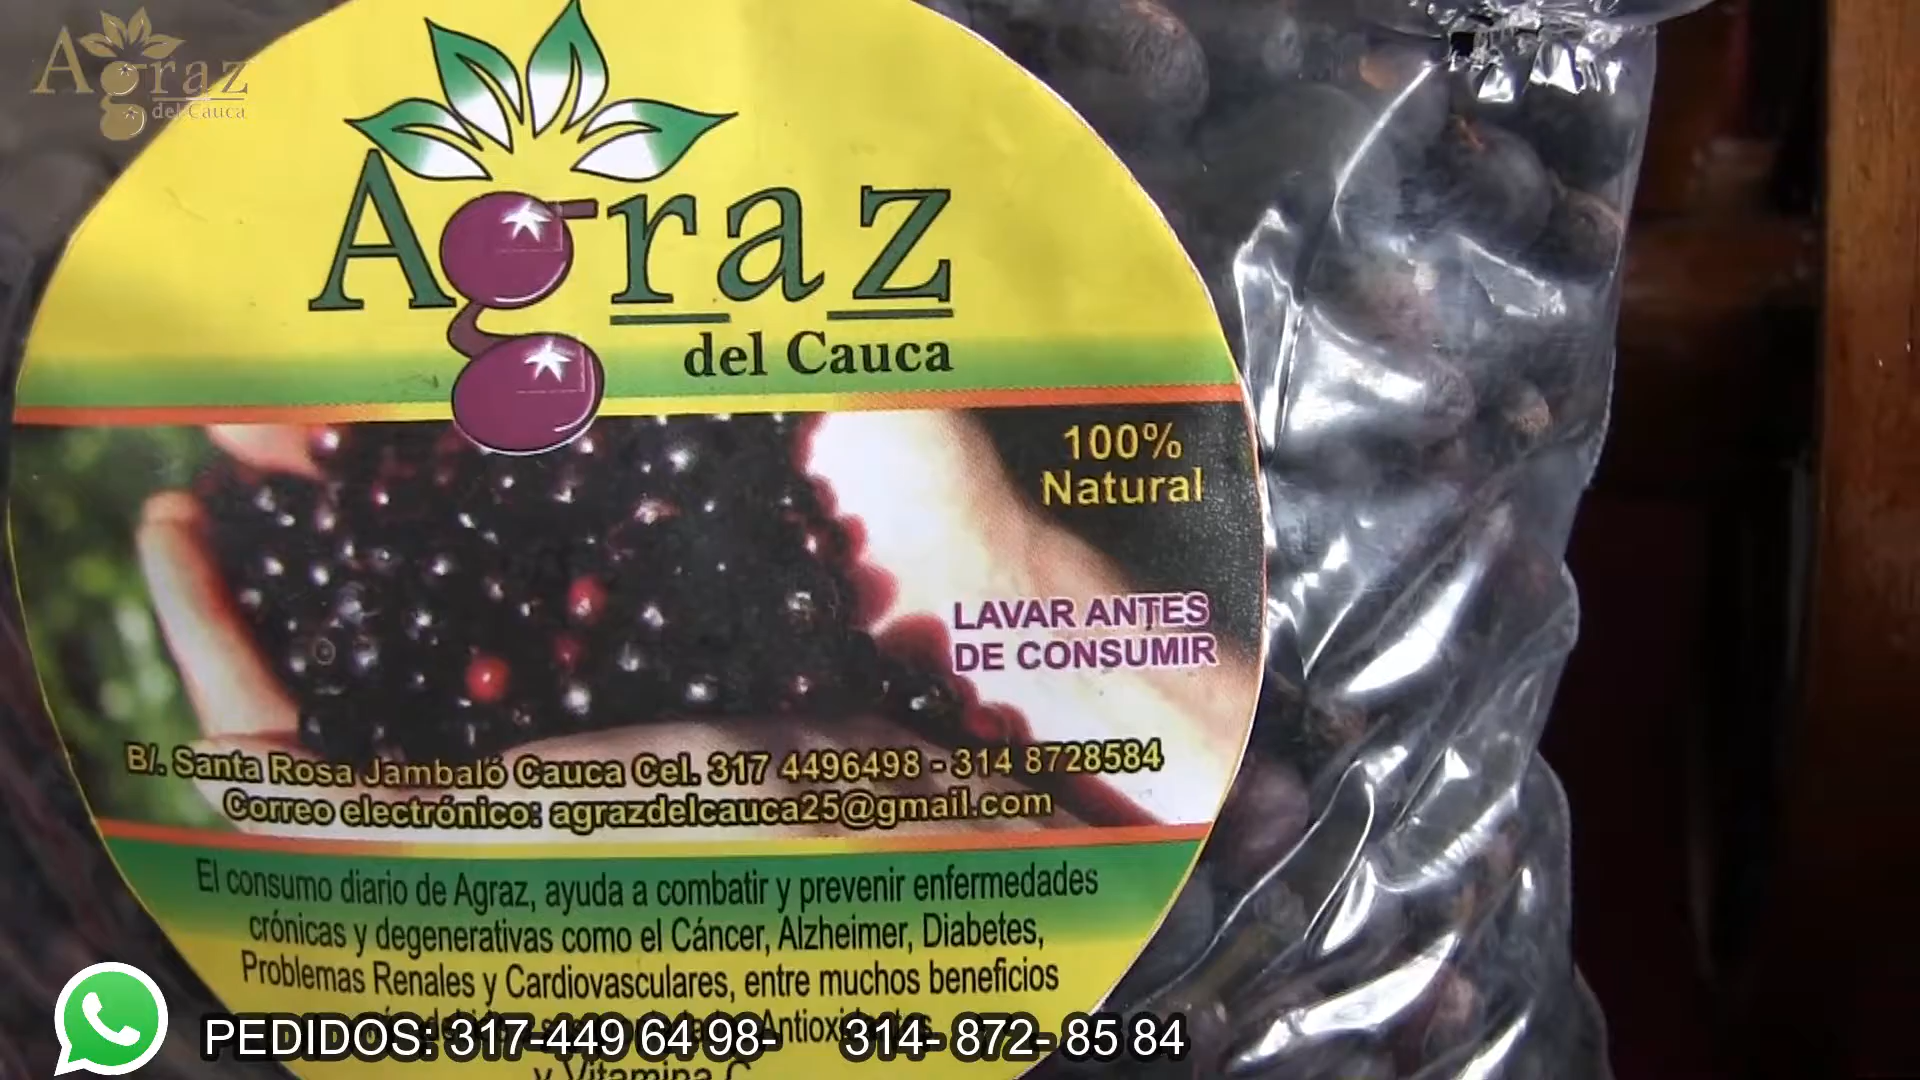 Agraz
del Cauca
Agraz
del Cauca
100%
Natural
LAVAR ANTES
DE CONSUMIR
B/. Santa Rosa Jambaló Cauca Cel. 317 4496498 - 314 8728584
Correo electrónico: agrazdelcauca25@gmail.com
El consumo diario de Agraz, ayuda a combatir y prevenir enfermedades
crónicas y degenerativas como el Cáncer, Alzheimer, Diabetes,
Problemas Renales y Cardiovasculares, entre muchos beneficios
Antioxidantes
y Vitamina C
PEDIDOS: 317-449 64 98- 314- 872- 85 84